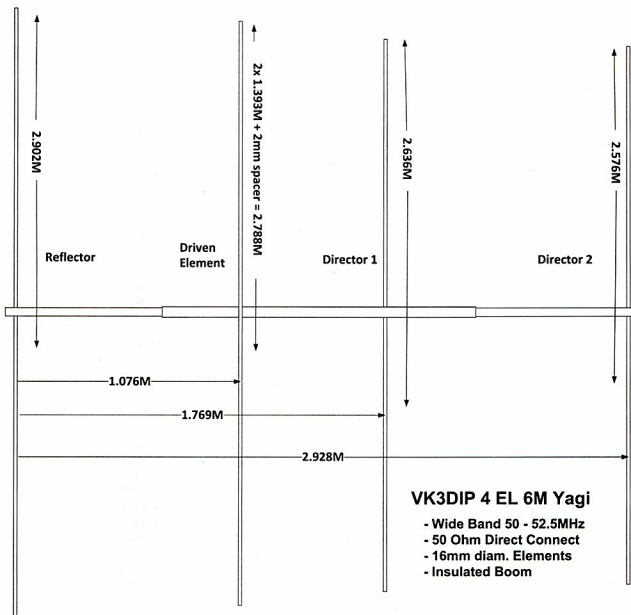 2.902M
2x 1.393M + 2mm spacer = 2.788M
2.636M
2.576M
Reflector
Driven
Element
Director 1
Director 2
1.076M
1.769M
2.928M
VK3DIP 4 EL 6M Yagi
- Wide Band 50 - 52.5MHz
- 50 Ohm Direct Connect
- 16mm diam. Elements
- Insulated Boom